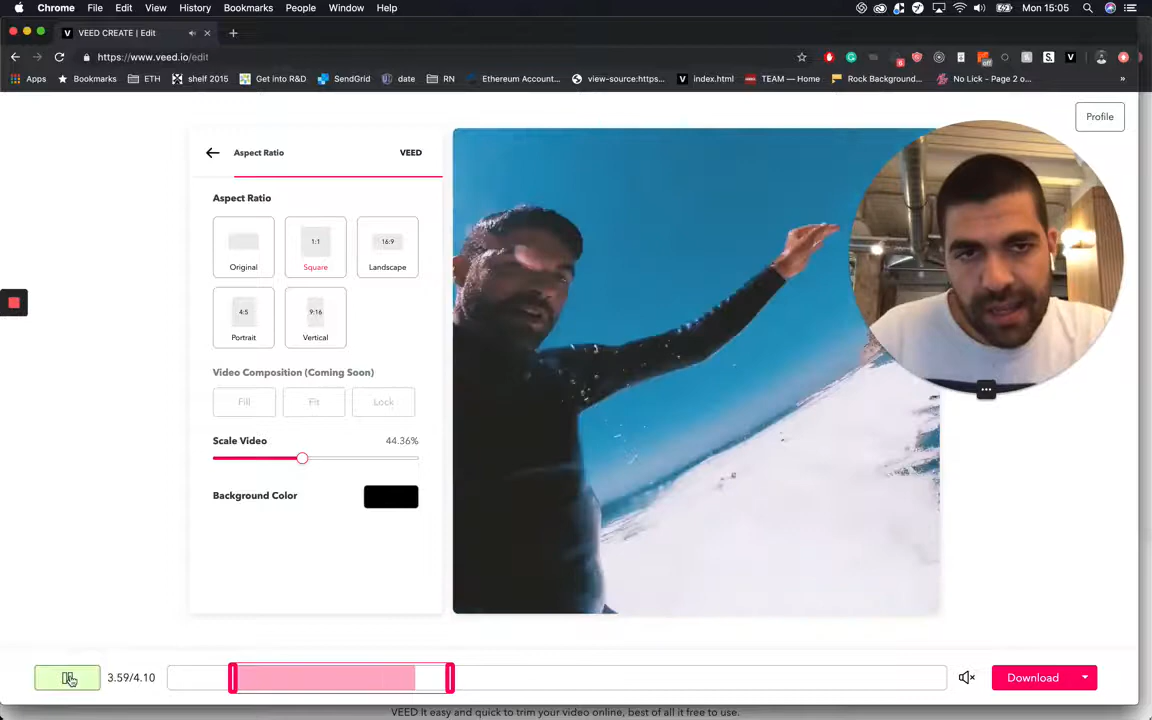 Chrome File Edit View History Bookmarks People Window Help Mon 15:05
VEED CREATE | Edit
https://www.veed.io/edit
Apps Bookmarks ETH shelf 2015 Get into R&D SendGrid date RN Ethereum Account... view-source:https... index.html TEAM — Home Rock Background... No Lick - Page 2 o... »
Profile
Aspect Ratio VEED
Aspect Ratio
1:1 16:9
Original Square Landscape
4:5 9:16
Portrait Vertical
Video Composition (Coming Soon)
Fill Fit Lock
Scale Video 44.36%
Background Color
3.59/4.10 Download
VEED It easy and quick to trim your video online, best of all it free to use.